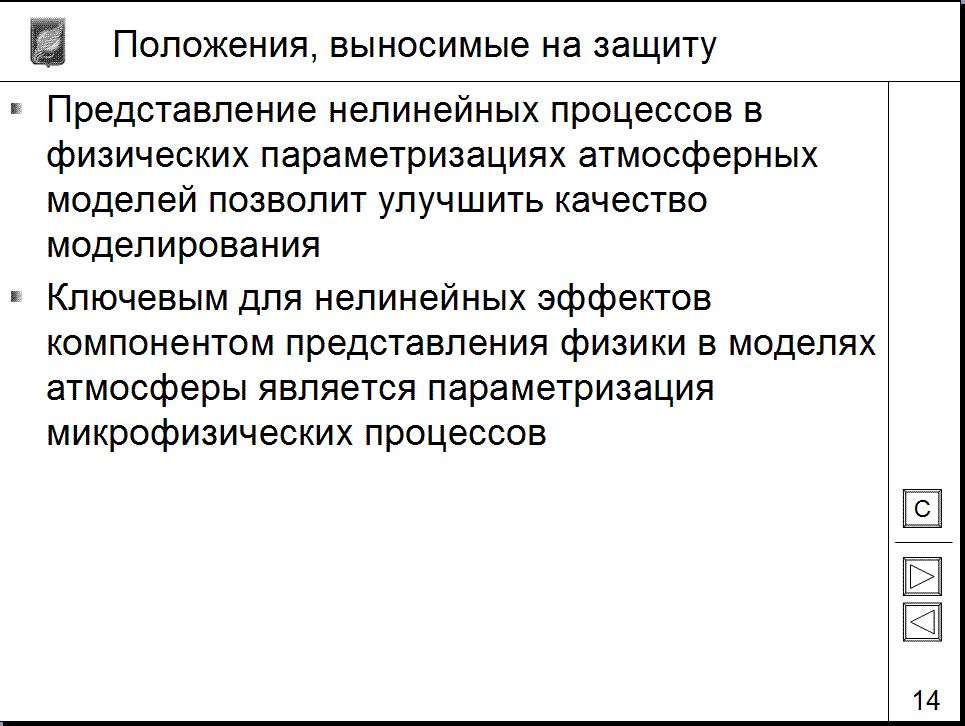 Положения, выносимые на защиту
Представление нелинейных процессов в
физических параметризациях атмосферных
моделей позволит улучшить качество
моделирования
Ключевым для нелинейных эффектов
компонентом представления физики в моделях
атмосферы является параметризация
микрофизических процессов
С
14